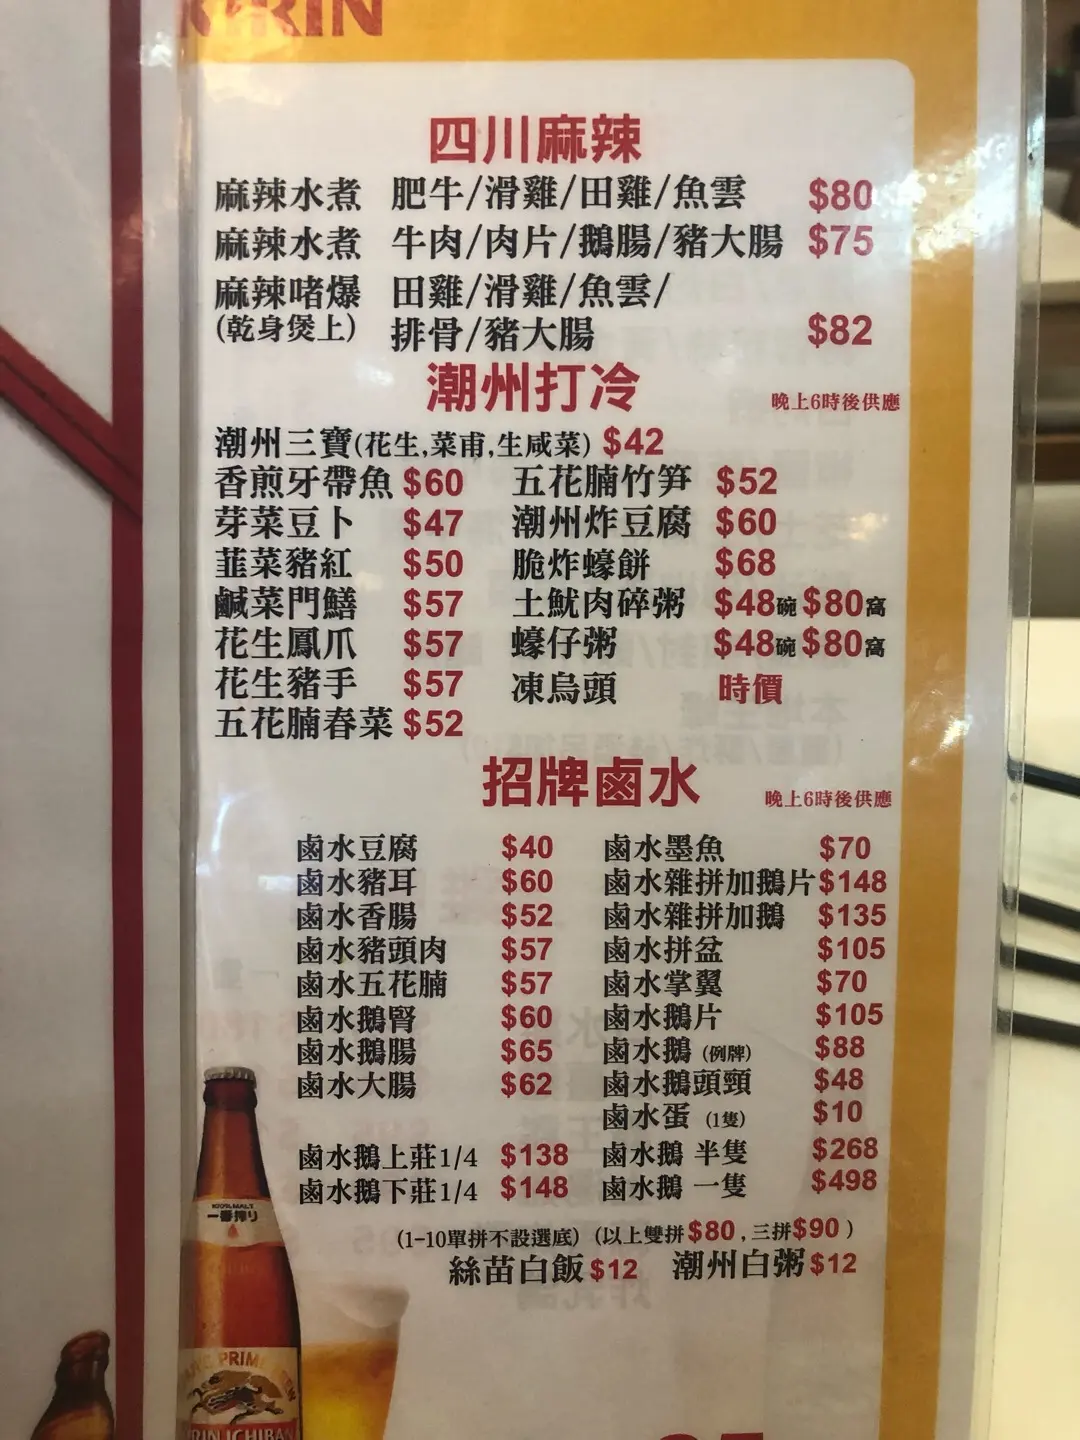 KIRIN
四川麻辣
麻辣水煮 肥牛/滑雞/田雞/魚雲 $80
麻辣水煮 牛肉/肉片/鵝腸/豬大腸 $75
麻辣啫爆 田雞/滑雞/魚雲/
(乾身煲上) 排骨/豬大腸 $82
潮州打冷 晚上6時後供應
潮州三寶(花生,菜甫,生咸菜) $42
香煎牙帶魚 $60 五花腩竹笋 $52
芽菜豆卜 $47 潮州炸豆腐 $60
韮菜豬紅 $50 脆炸蠔餅 $68
鹹菜門鱔 $57 土魷肉碎粥 $48碗 $80窩
花生鳳爪 $57 蠔仔粥 $48碗 $80窩
花生豬手 $57 凍烏頭 時價
五花腩春菜 $52
招牌鹵水 晚上6時後供應
鹵水豆腐 $40 鹵水墨魚 $70
鹵水豬耳 $60 鹵水雜拼加鵝片 $148
鹵水香腸 $52 鹵水雜拼加鵝 $135
鹵水豬頭肉 $57 鹵水拼盆 $105
鹵水五花腩 $57 鹵水掌翼 $70
鹵水鵝腎 $60 鹵水鵝片 $105
鹵水鵝腸 $65 鹵水鵝 (例牌) $88
鹵水大腸 $62 鹵水鵝頭頸 $48
鹵水蛋 (1隻) $10
鹵水鵝上莊1/4 $138 鹵水鵝 半隻 $268
鹵水鵝下莊1/4 $148 鹵水鵝 一隻 $498
(1-10單拼不設選底) (以上雙拼$80,三拼$90)
絲苗白飯 $12 潮州白粥 $12
100% MALT
一番搾り
KIRIN ICHIBAN